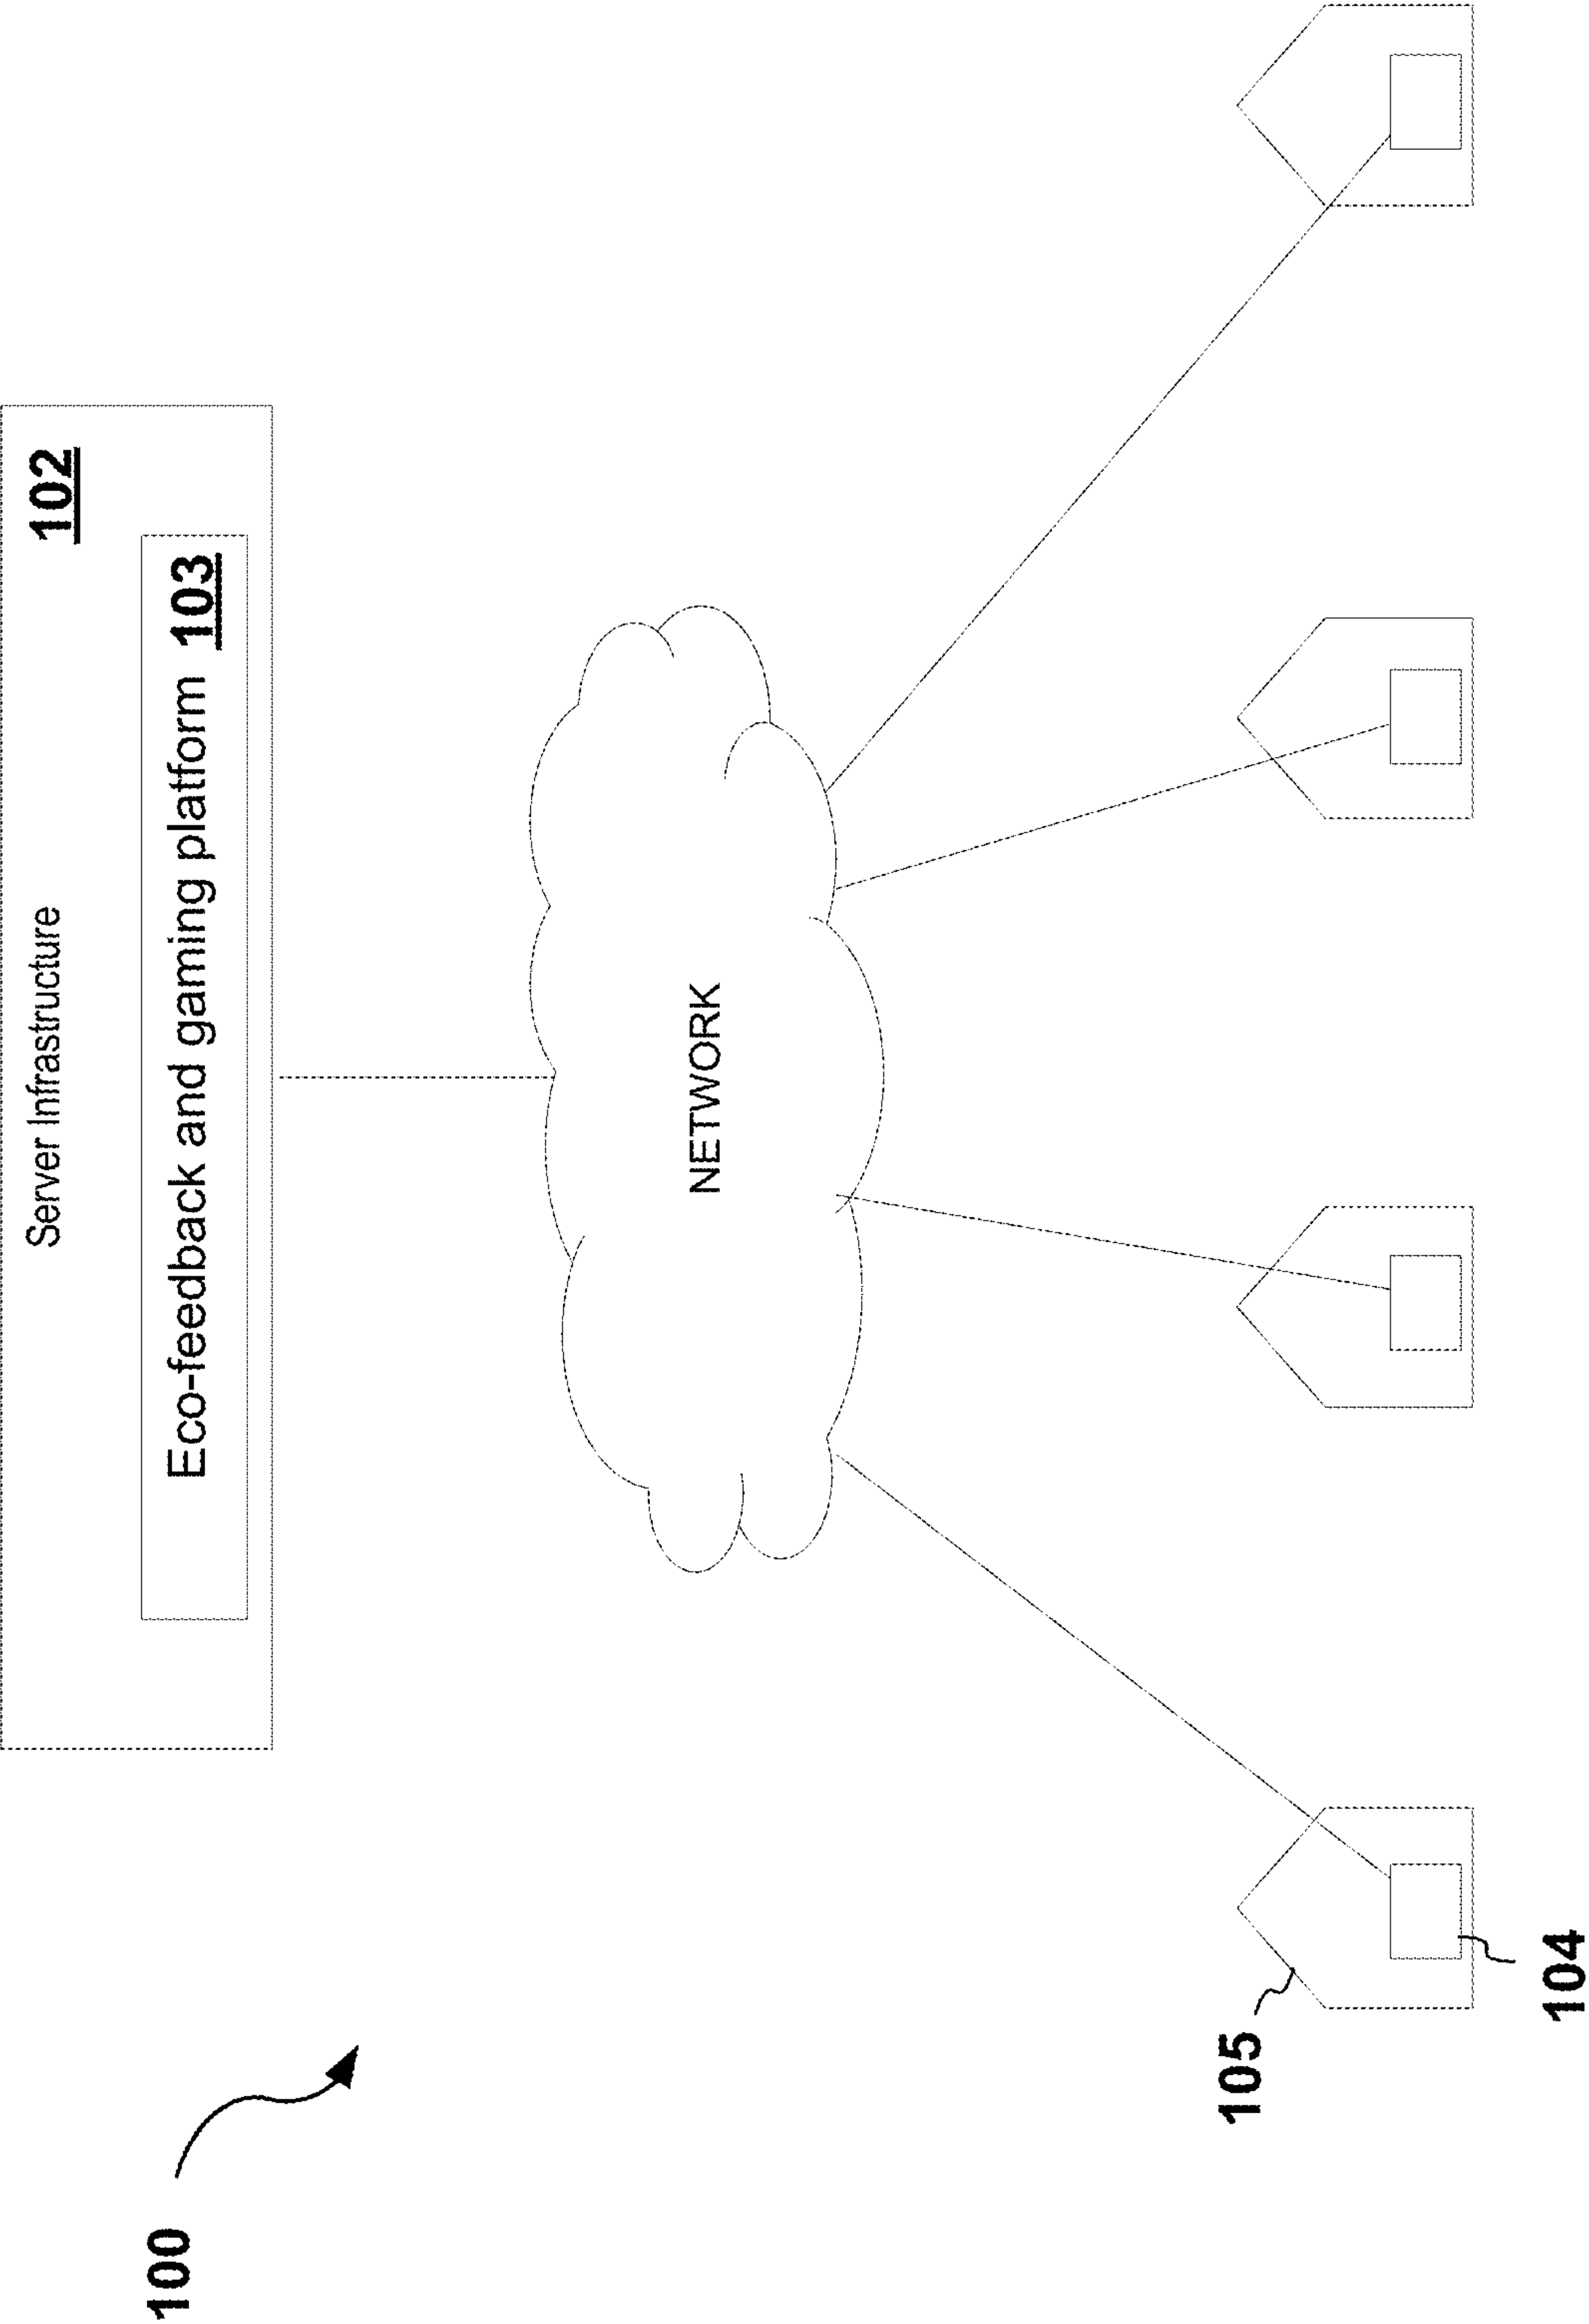 Server Infrastructure
102
Eco-feedback and gaming platform 103
100
NETWORK
105
104